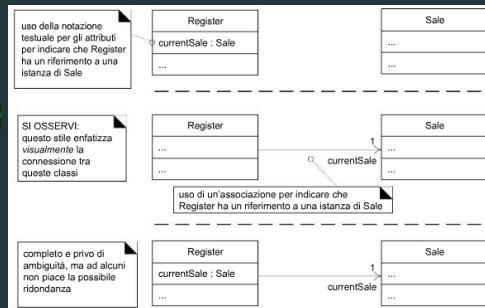 uso della notazione
testuale per gli attributi
per indicare che Register
ha un riferimento a una
istanza di Sale
Register
currentSale : Sale
...
Sale
...
...
SI OSSERVI:
questo stile enfatizza
visualmente la
connessione tra
queste classi
Register
...
...
1
currentSale
Sale
...
...
uso di un'associazione per indicare che
Register ha un riferimento a una istanza di Sale
completo e privo di
ambiguità, ma ad alcuni
non piace la possibile
ridondanza
Register
currentSale : Sale
...
1
currentSale
Sale
...
...